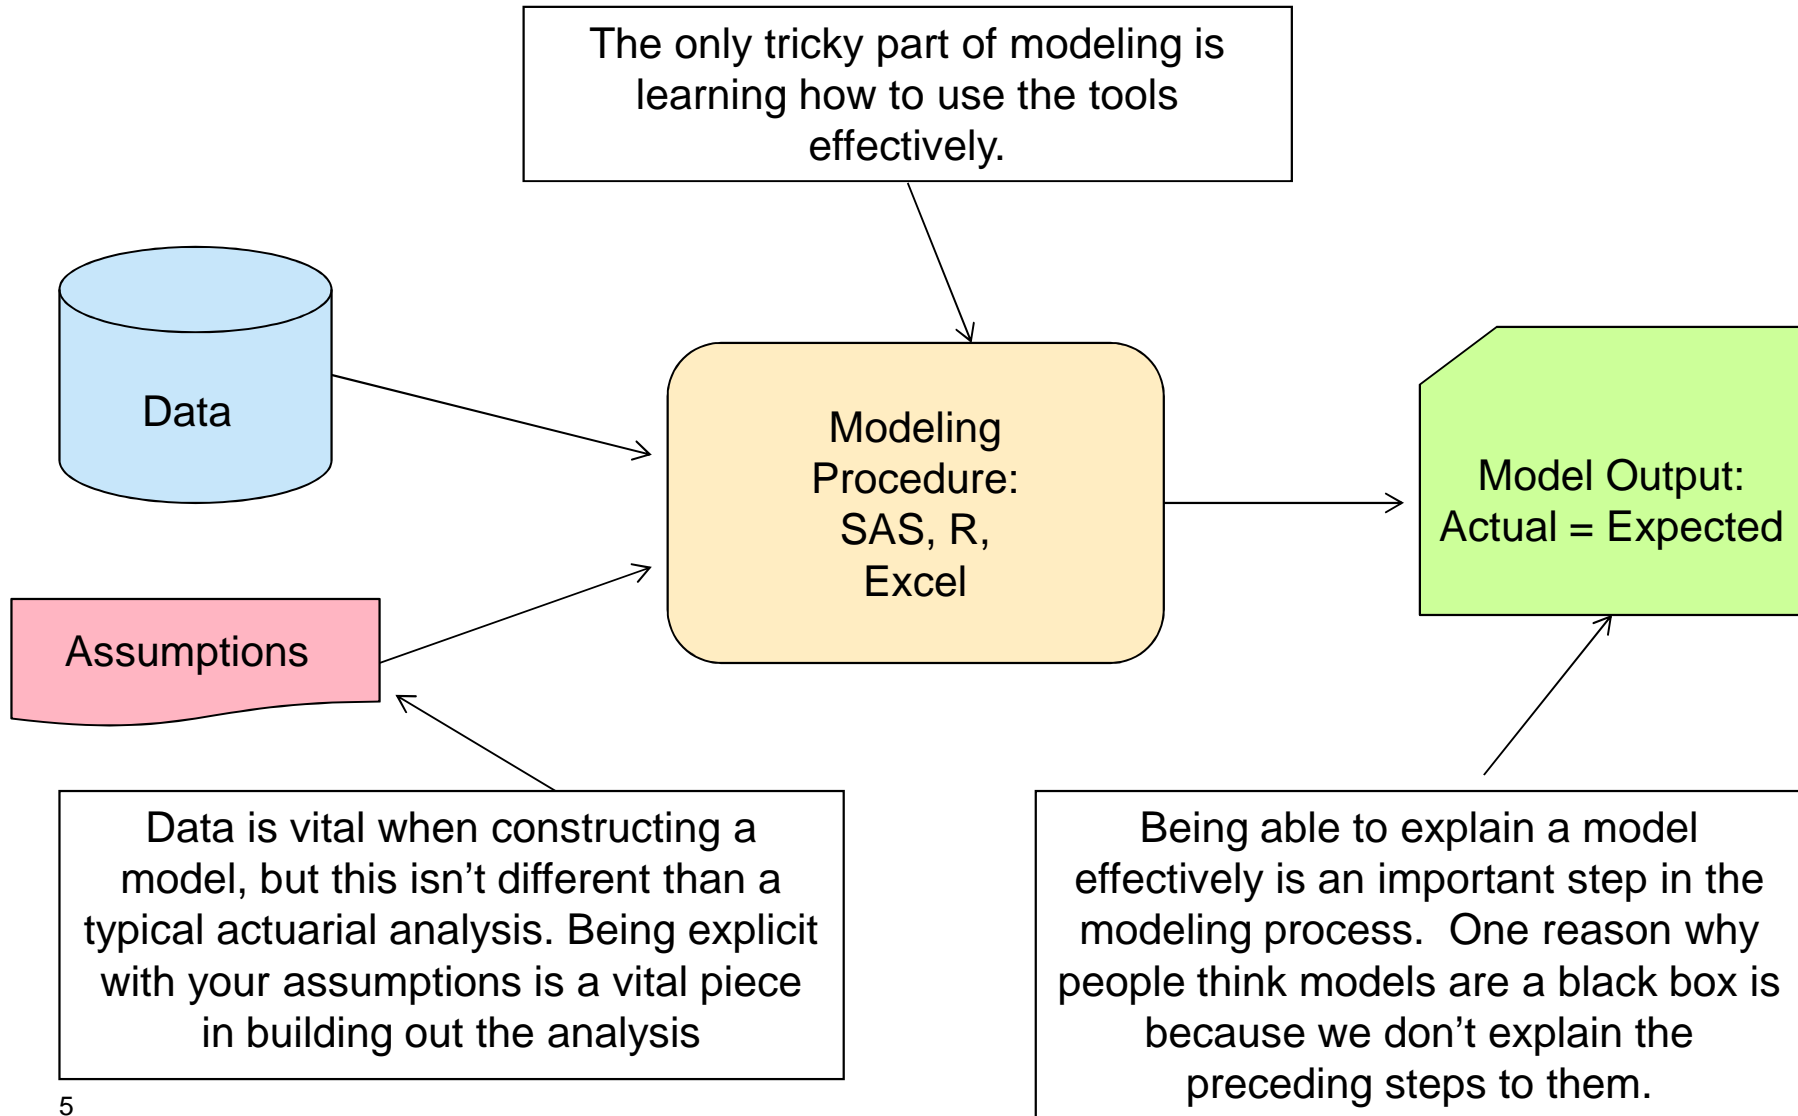 The only tricky part of modeling is
learning how to use the tools
effectively.
Data
Modeling
Procedure:
SAS, R,
Excel
Model Output:
Actual = Expected
Assumptions
Data is vital when constructing a
model, but this isn’t different than a
typical actuarial analysis. Being explicit
with your assumptions is a vital piece
in building out the analysis
Being able to explain a model
effectively is an important step in the
modeling process.  One reason why
people think models are a black box is
because we don’t explain the
preceding steps to them.
5